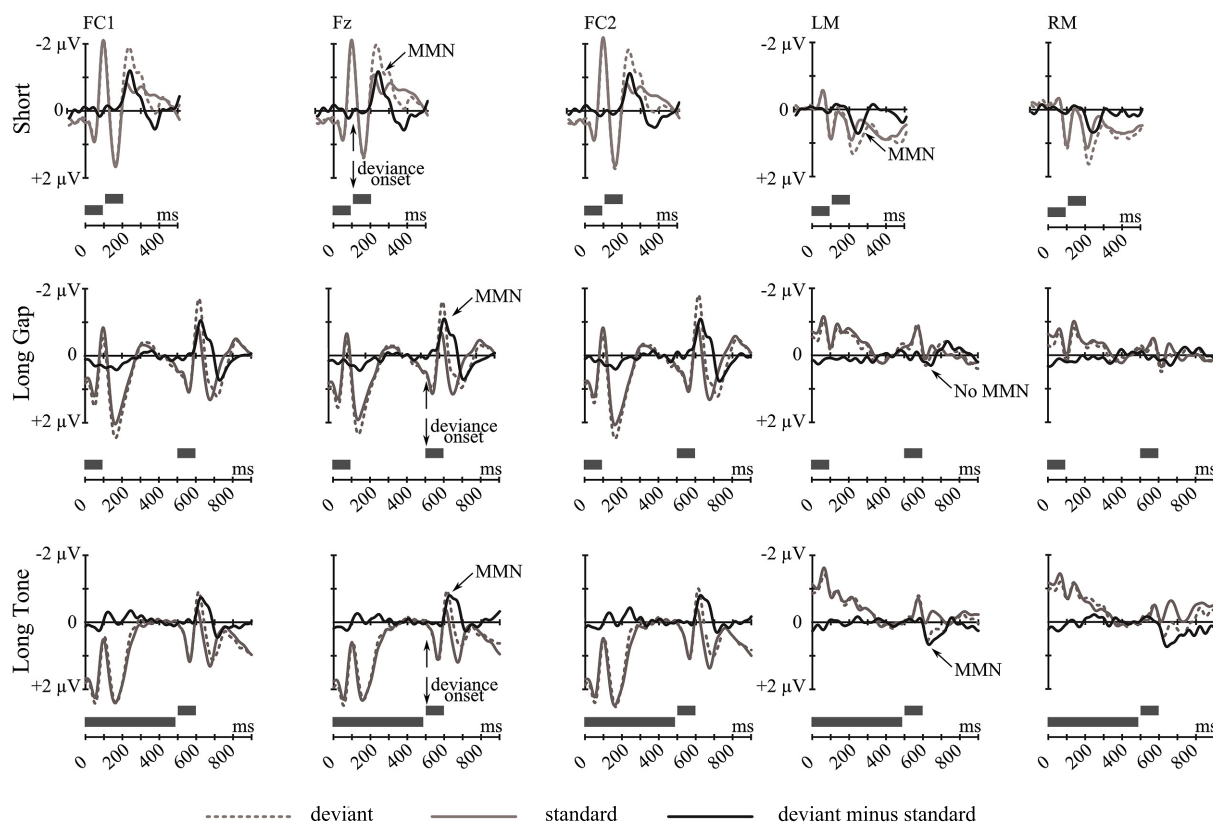 FC1 Fz FC2 LM RM
Short
-2 µV -2 µV
MMN
0 0
deviance
onset
MMN
+2 µV +2 µV
ms ms ms ms ms
0 200 400 0 200 400 0 200 400 0 200 400 0 200 400
Long Gap
-2 µV -2 µV
MMN
0 0
No MMN
+2 µV +2 µV
deviance
onset
ms ms ms ms ms
0 200 400 600 800 0 200 400 600 800 0 200 400 600 800 0 200 400 600 800 0 200 400 600 800
Long Tone
-2 µV -2 µV
MMN
0 0
MMN
+2 µV +2 µV
deviance
onset
ms ms ms ms ms
0 200 400 600 800 0 200 400 600 800 0 200 400 600 800 0 200 400 600 800 0 200 400 600 800
deviant standard deviant minus standard